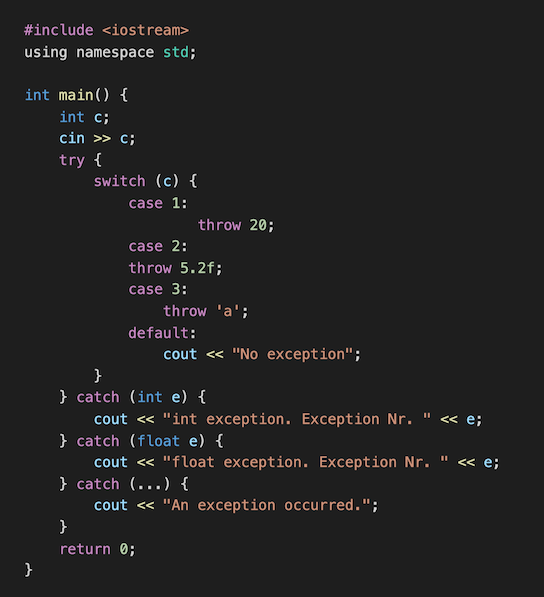 #include <iostream>
using namespace std;

int main() {
    int c;
    cin >> c;
    try {
        switch (c) {
            case 1:
                    throw 20;
            case 2:
            throw 5.2f;
            case 3:
                throw 'a';
            default:
                cout << "No exception";
        }
    } catch (int e) {
        cout << "int exception. Exception Nr. " << e;
    } catch (float e) {
        cout << "float exception. Exception Nr. " << e;
    } catch (...) {
        cout << "An exception occurred.";
    }
    return 0;
}